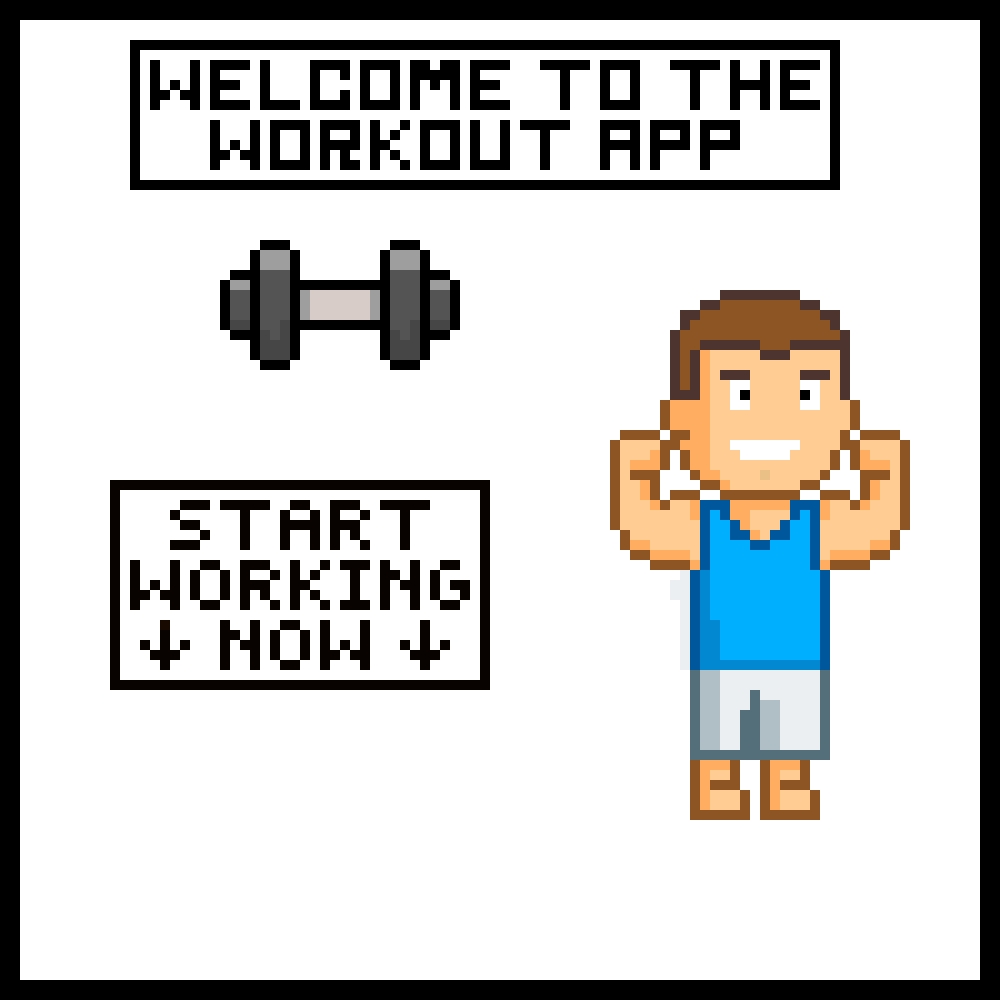 WELCOME TO THE
WORKOUT APP
START
WORKING
↓ NOW ↓